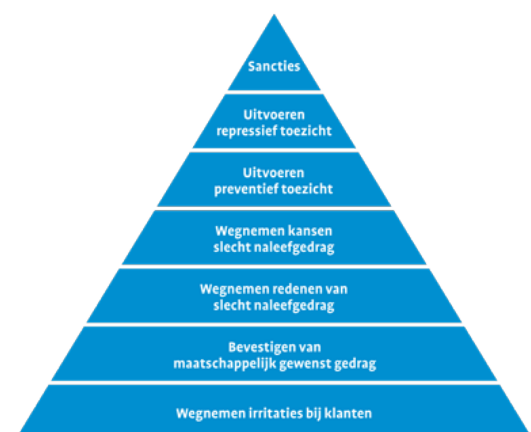 Sancties
Uitvoeren
repressief toezicht
Uitvoeren
preventief toezicht
Wegnemen kansen
slecht naleefgedrag
Wegnemen redenen van
slecht naleefgedrag
Bevestigen van
maatschappelijk gewenst gedrag
Wegnemen irritaties bij klanten